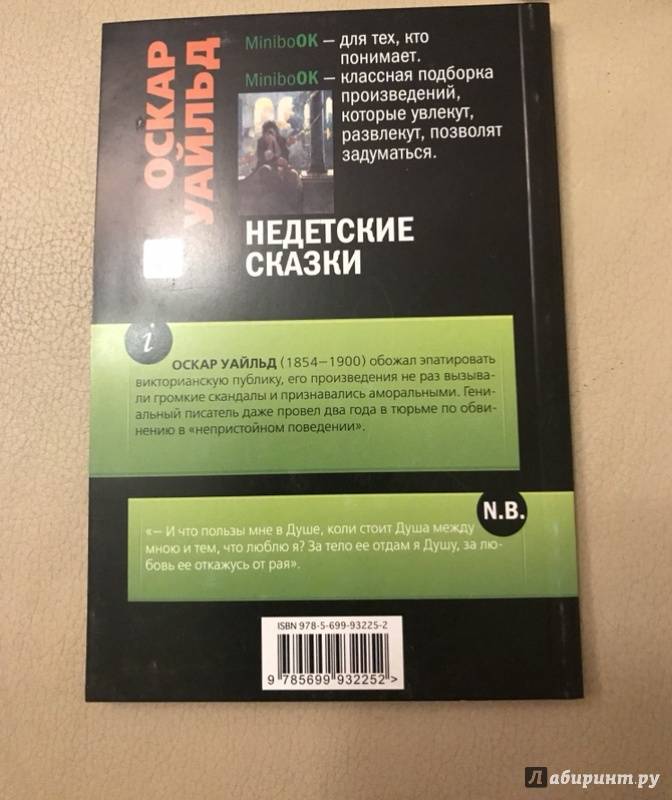 ОСКАР
УАЙЛЬД
MiniboOK – для тех, кто
понимает.
MiniboOK – классная подборка
произведений,
которые увлекут,
развлекут, позволят
задуматься.
НЕДЕТСКИЕ
СКАЗКИ
i
ОСКАР УАЙЛЬД (1854–1900) обожал эпатировать
викторианскую публику, его произведения не раз вызыва-
ли громкие скандалы и признавались аморальными. Гени-
альный писатель даже провел два года в тюрьме по обви-
нению в «непристойном поведении».
N.B.
«– И что пользы мне в Душе, коли стоит Душа между
мною и тем, что люблю я? За тело ее отдам я Душу, за лю-
бовь ее откажусь от рая».
ISBN 978-5-699-93225-2
9 785699 932252 >
Лабиринт.ру